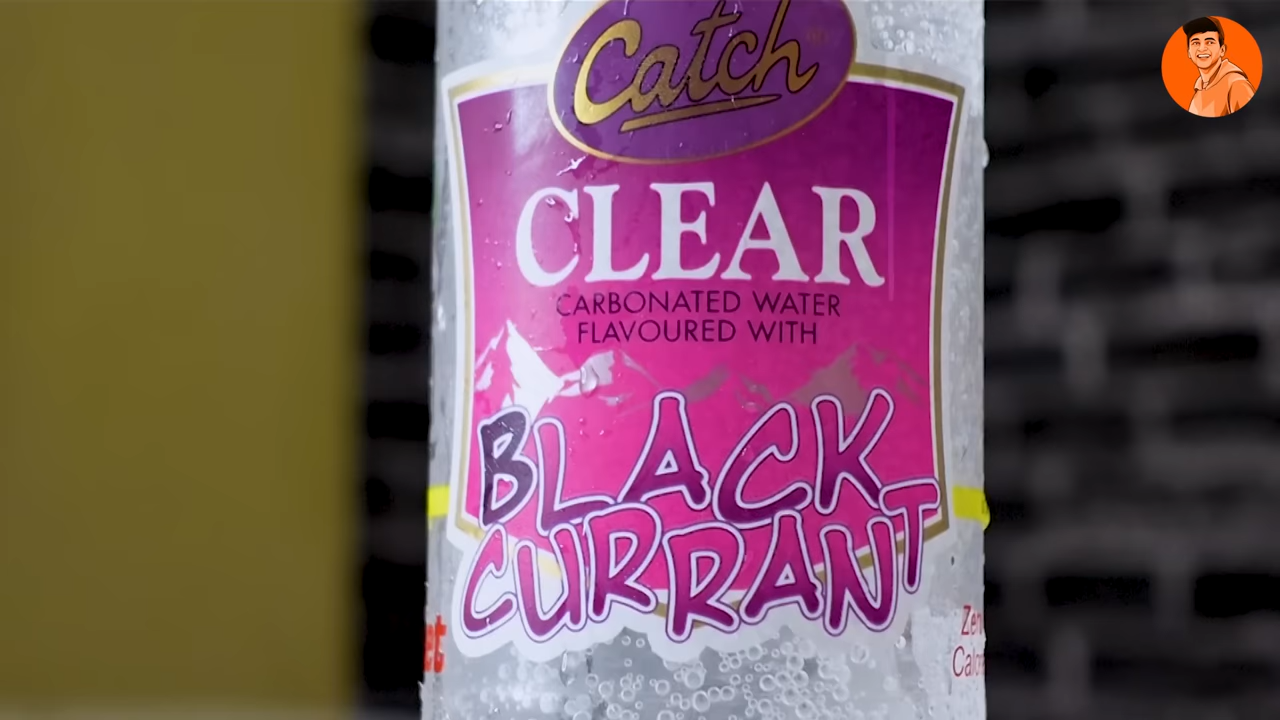 Catch
CLEAR
CARBONATED WATER
FLAVOURED WITH
BLACK
CURRANT